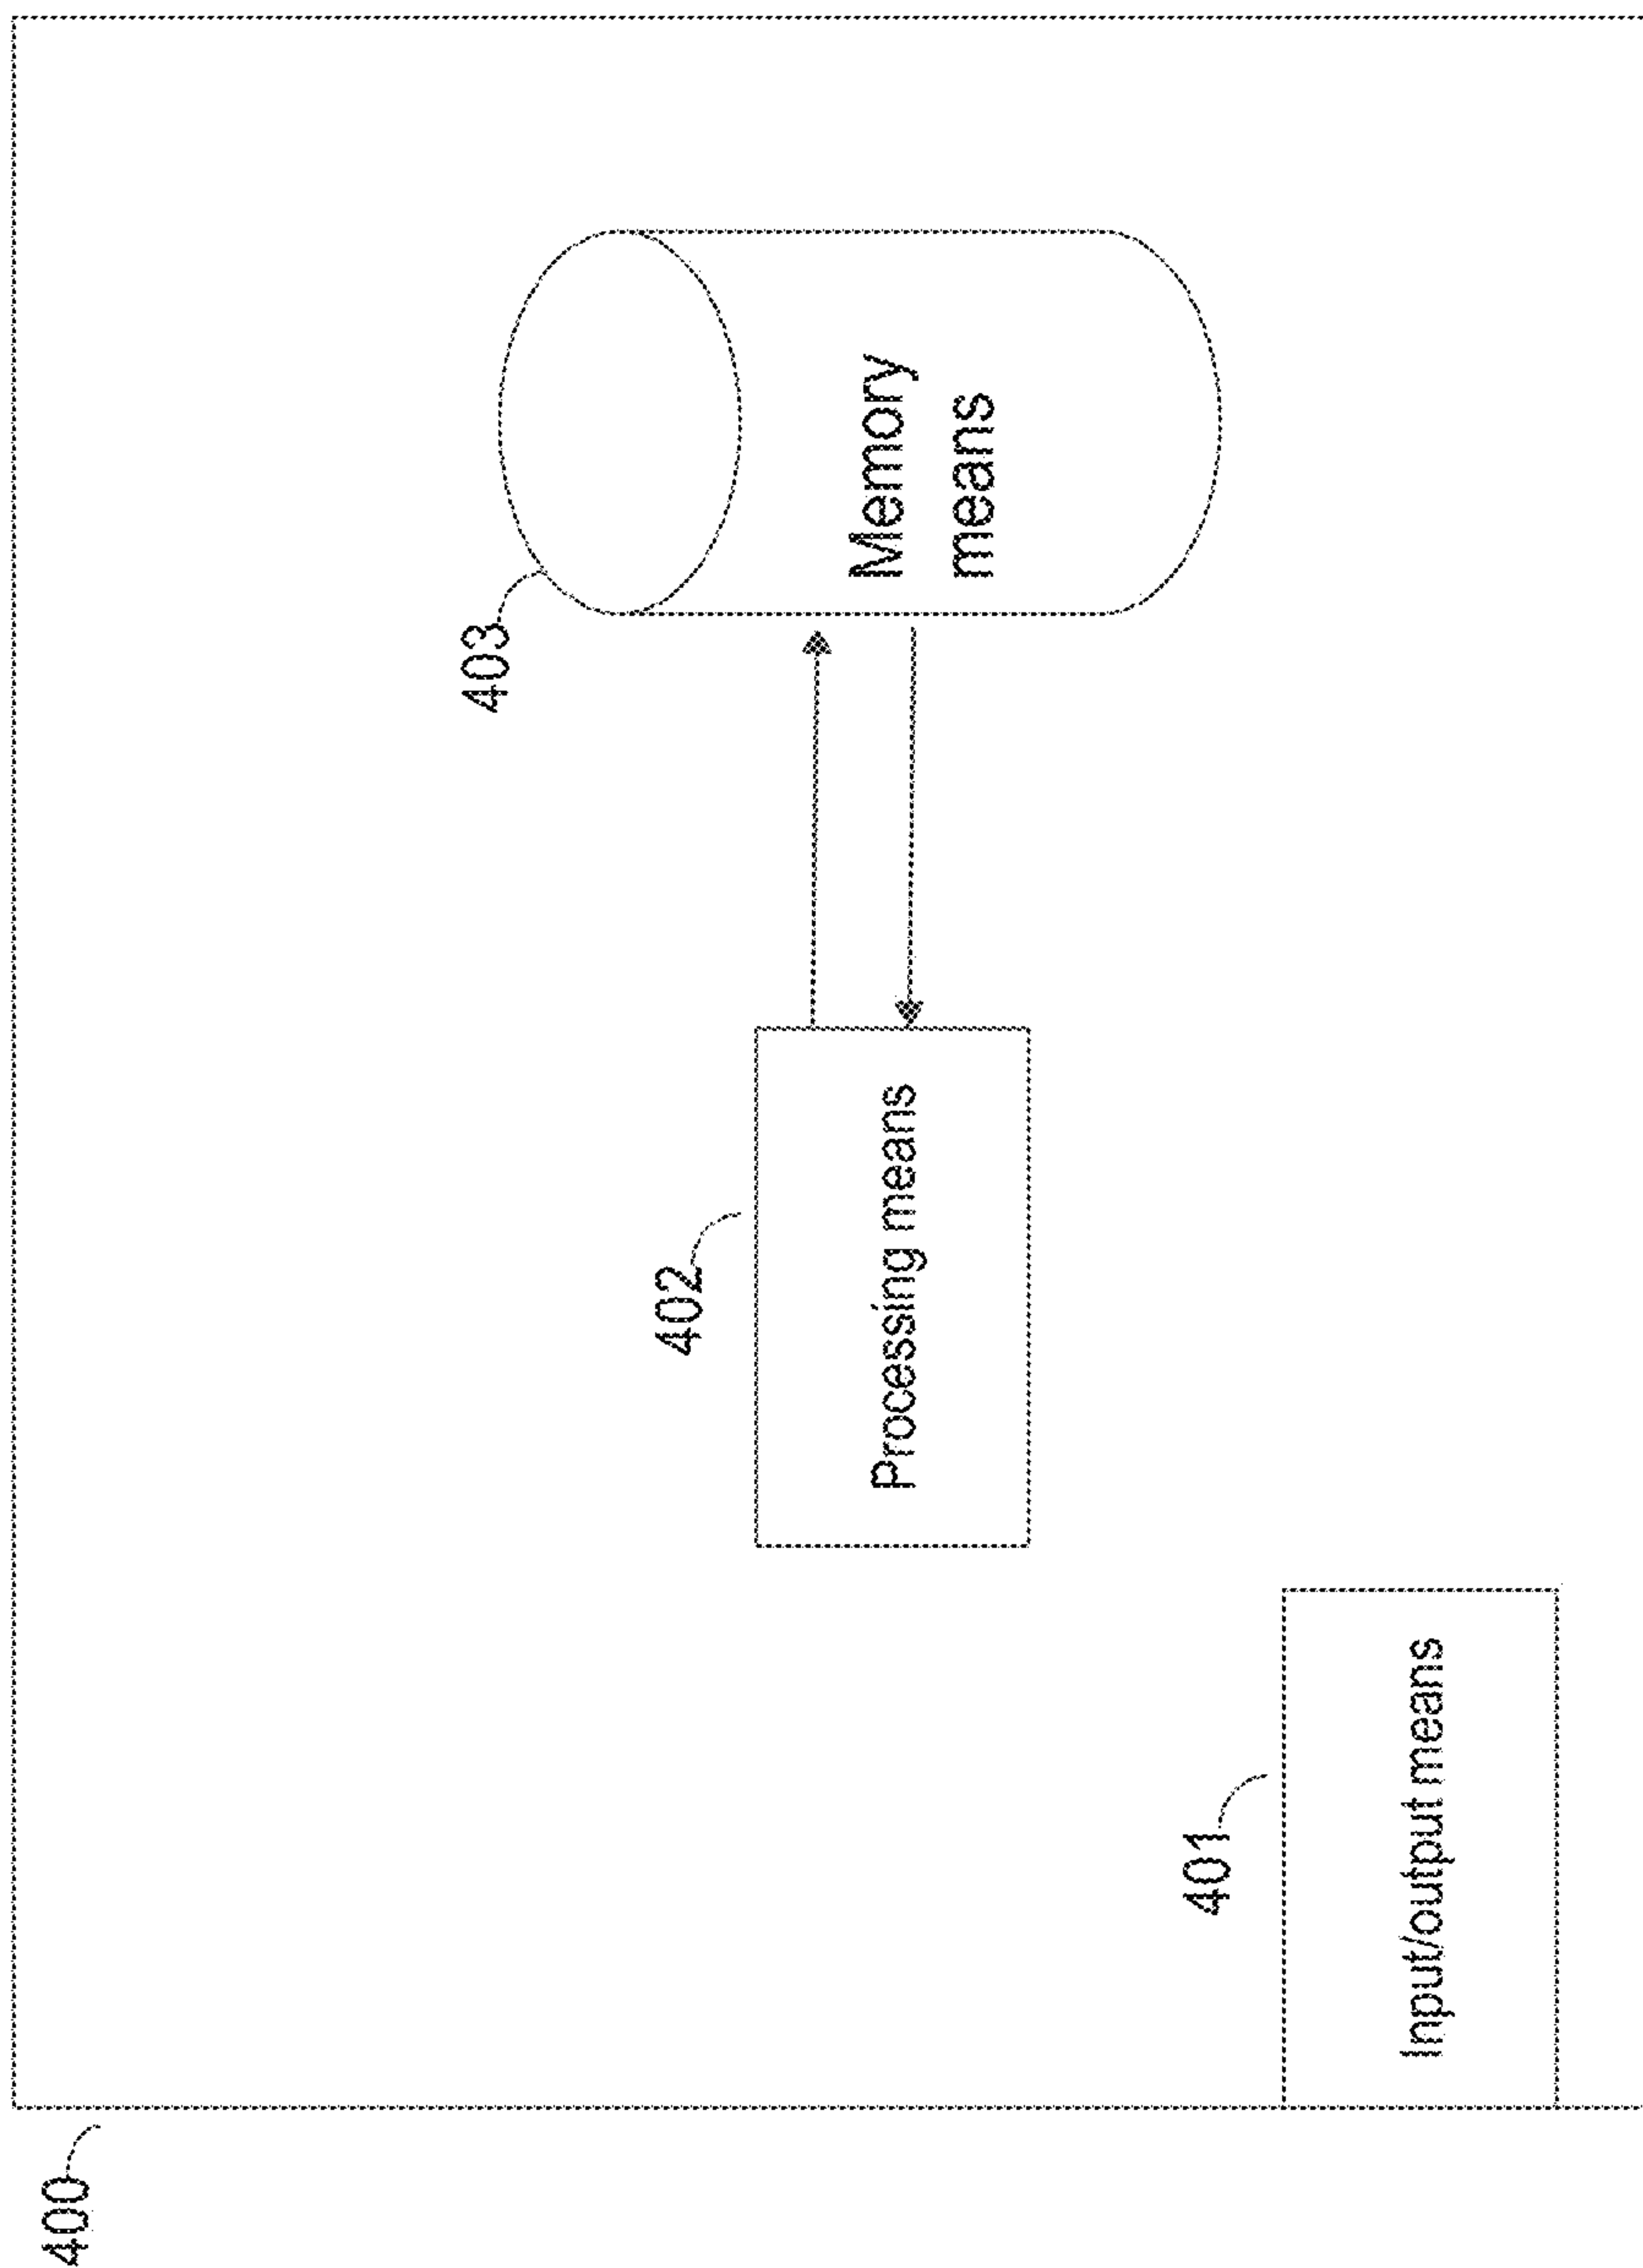 400
403
Memory
means
402
Processing means
401
Input/output means